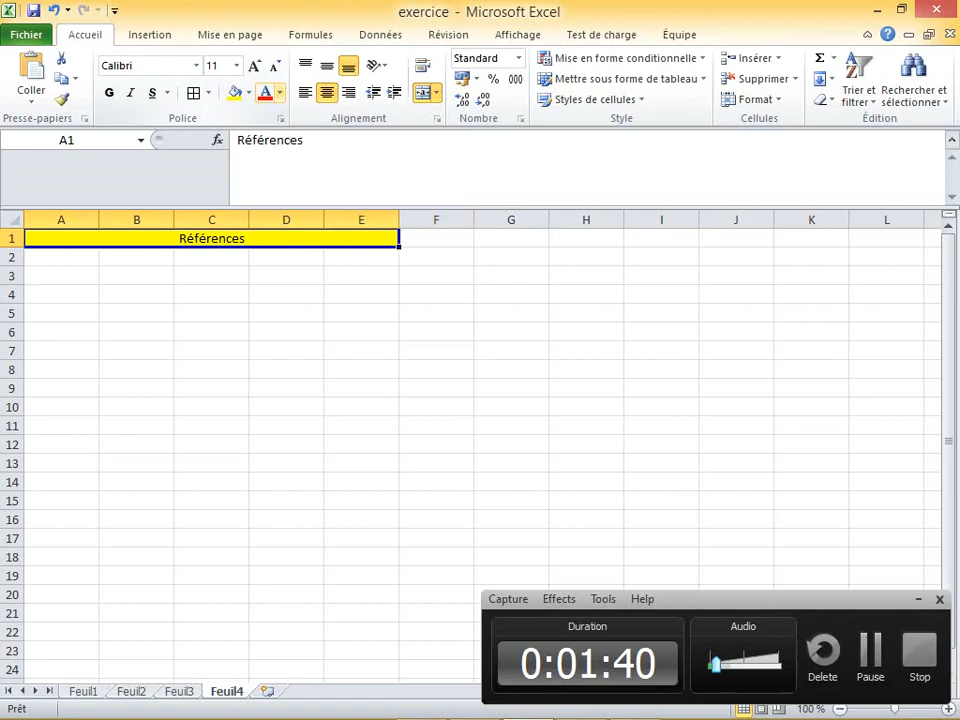 exercice - Microsoft Excel
Fichier Accueil Insertion Mise en page Formules Données Révision Affichage Test de charge Équipe
Coller
Presse-papiers
Calibri 11
G I S
Police
Alignement
Standard
% 000
Nombre
Mise en forme conditionnelle
Mettre sous forme de tableau
Styles de cellules
Style
Insérer
Supprimer
Format
Cellules
Σ
Trier et filtrer
Rechercher et sélectionner
Édition
A1 fx Références
A B C D E F G H I J K L
1 Références
2
3
4
5
6
7
8
9
10
11
12
13
14
15
16
17
18
19
20
21
22
23
24
Capture Effects Tools Help
Duration
0:01:40
Audio
Delete Pause Stop
Feuil1 Feuil2 Feuil3 Feuil4
Prêt
100 %